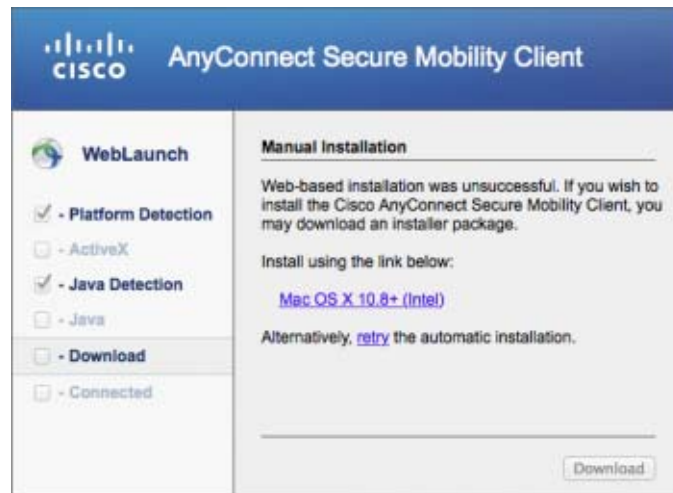 CISCO
AnyConnect Secure Mobility Client
WebLaunch
- Platform Detection
- ActiveX
- Java Detection
- Java
- Download
- Connected
Manual Installation
Web-based installation was unsuccessful. If you wish to
install the Cisco AnyConnect Secure Mobility Client, you
may download an installer package.
Install using the link below:
Mac OS X 10.8+ (Intel)
Alternatively, retry the automatic installation.
Download